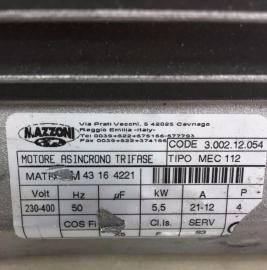 N.AZZONI
Via Prati Vecchi, 5 42025 Cavriago
Reggio Emilia -Italy-
CODE 3.002.12.054
MOTORE ASINCRONO TRIFASE TIPO MEC 112
M 43 16 4221
Volt Hz µF kW A P
230-400 50 5,5 21-12 4
COS Fi Cl.Is. SERV
F S3